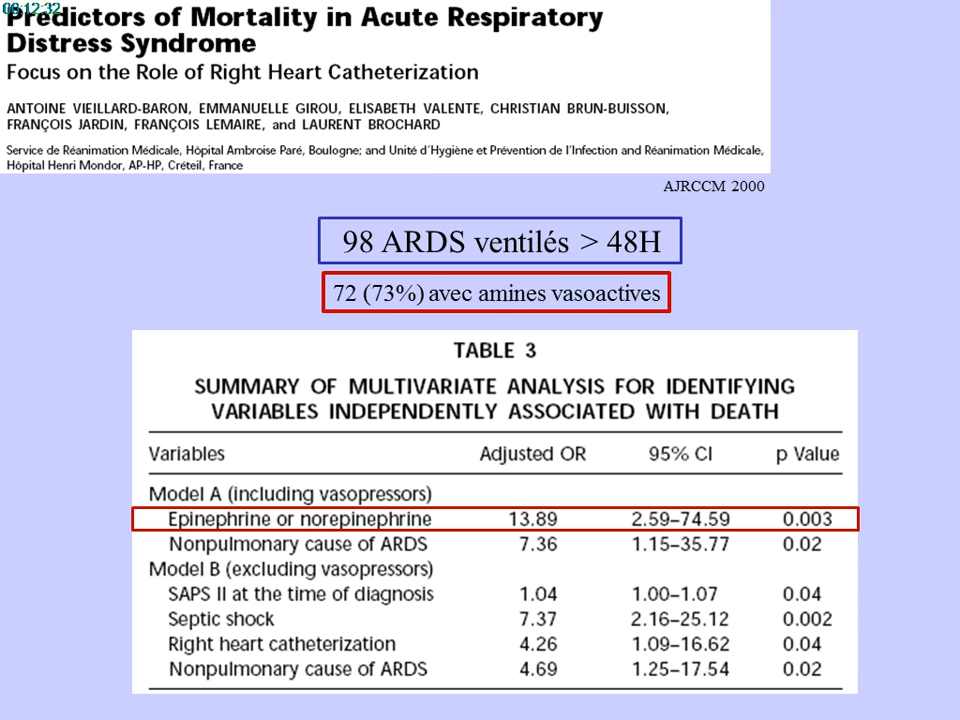 08:12:32
Predictors of Mortality in Acute Respiratory
Distress Syndrome
Focus on the Role of Right Heart Catheterization
ANTOINE VIEILLARD-BARON, EMMANUELLE GIROU, ELISABETH VALENTE, CHRISTIAN BRUN-BUISSON,
FRANÇOIS JARDIN, FRANÇOIS LEMAIRE, and LAURENT BROCHARD
Service de Réanimation Médicale, Hôpital Ambroise Paré, Boulogne; and Unité d'Hygiène et Prévention de l'Infection and Réanimation Médicale,
Hôpital Henri Mondor, AP-HP, Créteil, France
AJRCCM 2000
98 ARDS ventilés > 48H
72 (73%) avec amines vasoactives
TABLE 3
SUMMARY OF MULTIVARIATE ANALYSIS FOR IDENTIFYING
VARIABLES INDEPENDENTLY ASSOCIATED WITH DEATH
Variables Adjusted OR 95% CI p Value
Model A (including vasopressors)
Epinephrine or norepinephrine 13.89 2.59–74.59 0.003
Nonpulmonary cause of ARDS 7.36 1.15–35.77 0.02
Model B (excluding vasopressors)
SAPS II at the time of diagnosis 1.04 1.00–1.07 0.04
Septic shock 7.37 2.16–25.12 0.002
Right heart catheterization 4.26 1.09–16.62 0.04
Nonpulmonary cause of ARDS 4.69 1.25–17.54 0.02